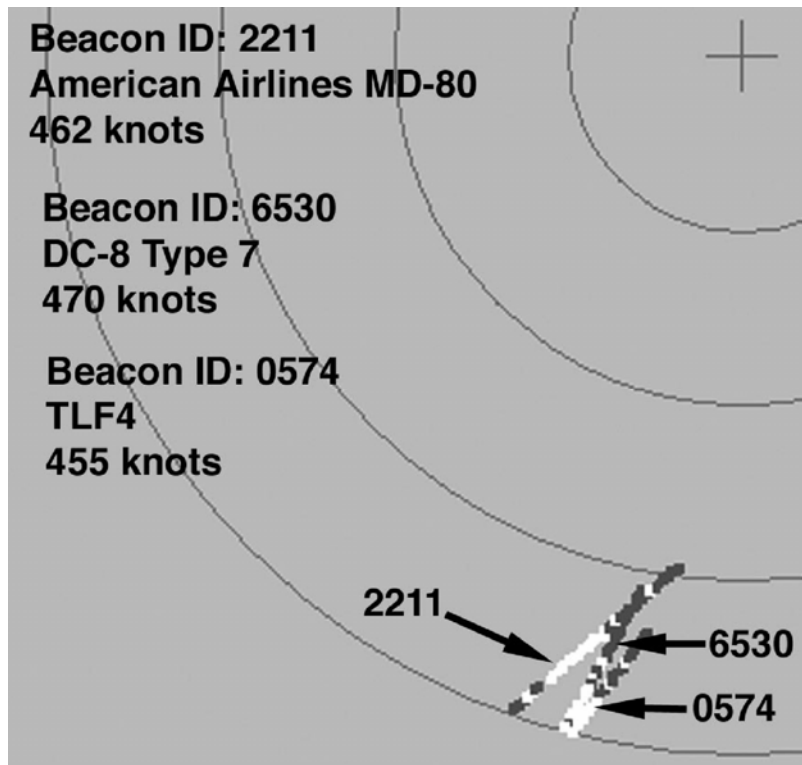 Beacon ID: 2211
American Airlines MD-80
462 knots
Beacon ID: 6530
DC-8 Type 7
470 knots
Beacon ID: 0574
TLF4
455 knots
2211
6530
0574